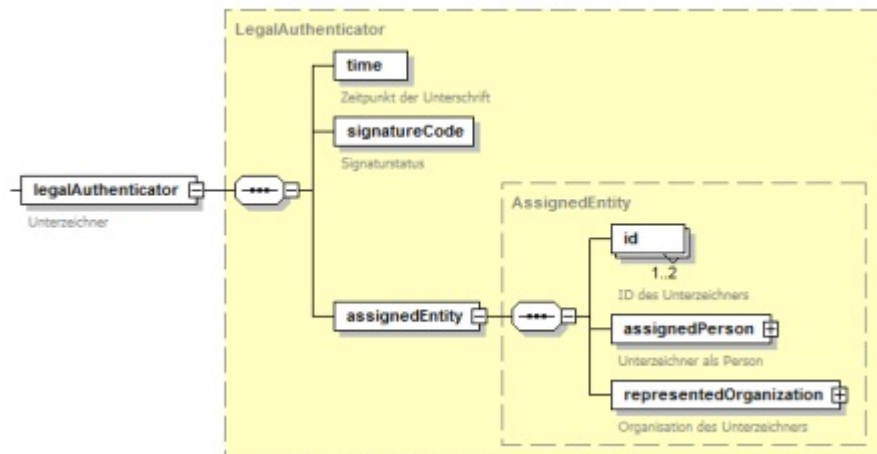 LegalAuthenticator
time
Zeitpunkt der Unterschrift
signatureCode
Signaturstatus
legalAuthenticator
Unterzeichner
AssignedEntity
id
1..2
ID des Unterzeichners
assignedEntity
assignedPerson
Unterzeichner als Person
representedOrganization
Organisation des Unterzeichners